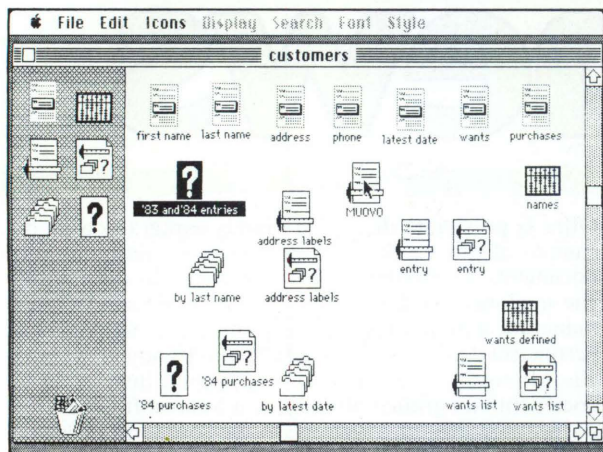 File Edit Icons Display Search Font Style
customers
first name last name address phone latest date wants purchases
'83 and '84 entries
MUOVO
names
address labels
entry entry
by last name address labels
wants defined
'84 purchases
'84 purchases by latest date wants list wants list